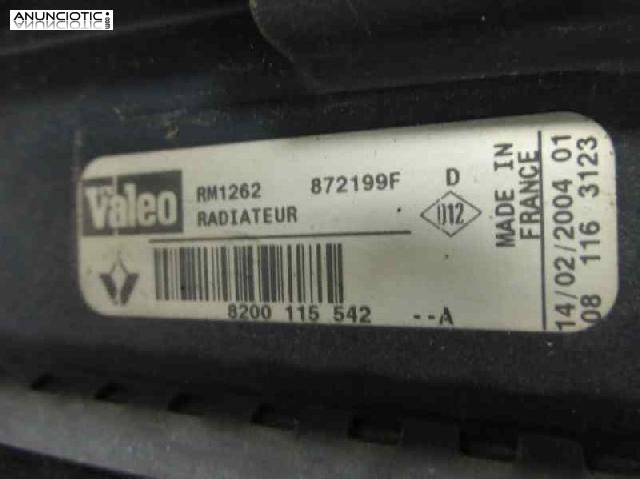 ANUNCIOTIC.com
Valeo
RM1262 872199F D
RADIATEUR
D12
8200 115 542 --A
MADE IN
FRANCE
14/02/2004 01
08 116 3123